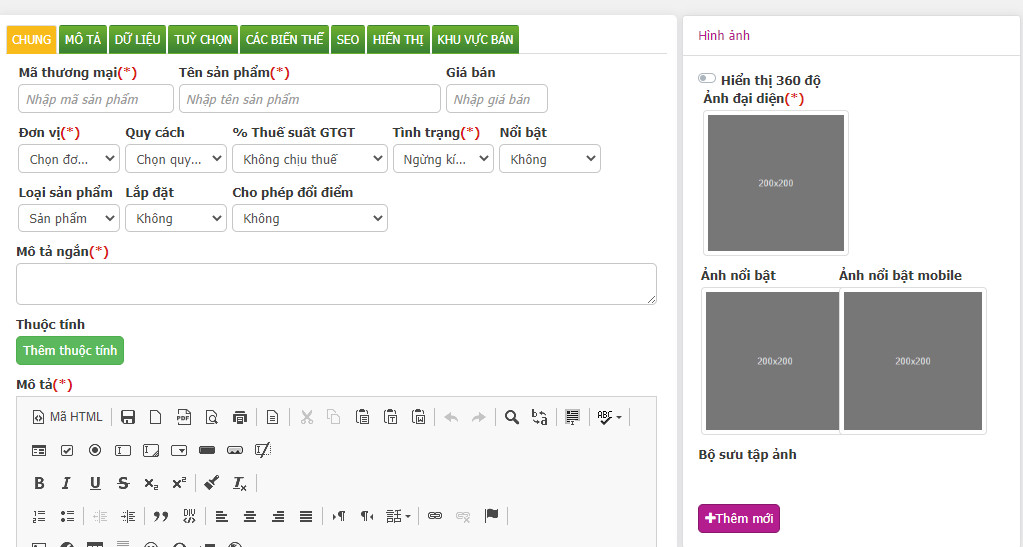 CHUNG MÔ TẢ DỮ LIỆU TUỲ CHỌN CÁC BIẾN THỂ SEO HIỂN THỊ KHU VỰC BÁN
Mã thương mại(*) Tên sản phẩm(*) Giá bán
Nhập mã sản phẩm Nhập tên sản phẩm Nhập giá bán
Đơn vị(*) Quy cách % Thuế suất GTGT Tình trạng(*) Nổi bật
Chọn đơ... Chọn quy... Không chịu thuế Ngừng kí... Không
Loại sản phẩm Lắp đặt Cho phép đổi điểm
Sản phẩm Không Không
Mô tả ngắn(*)
Thuộc tính
Thêm thuộc tính
Mô tả(*)
Mã HTML
Hình ảnh
Hiển thị 360 độ
Ảnh đại diện(*)
200x200
Ảnh nổi bật Ảnh nổi bật mobile
200x200 200x200
Bộ sưu tập ảnh
+Thêm mới